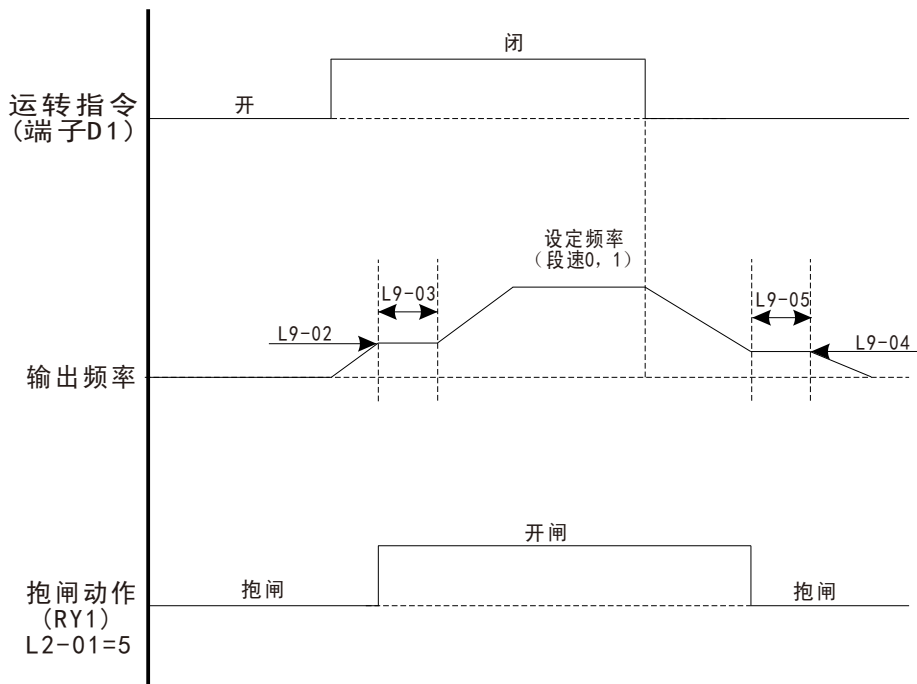 闭
开
运转指令
(端子D1)
设定频率
(段速0, 1)
L9-03
L9-05
L9-02
L9-04
输出频率
开闸
抱闸
抱闸
抱闸动作
(RY1)
L2-01=5